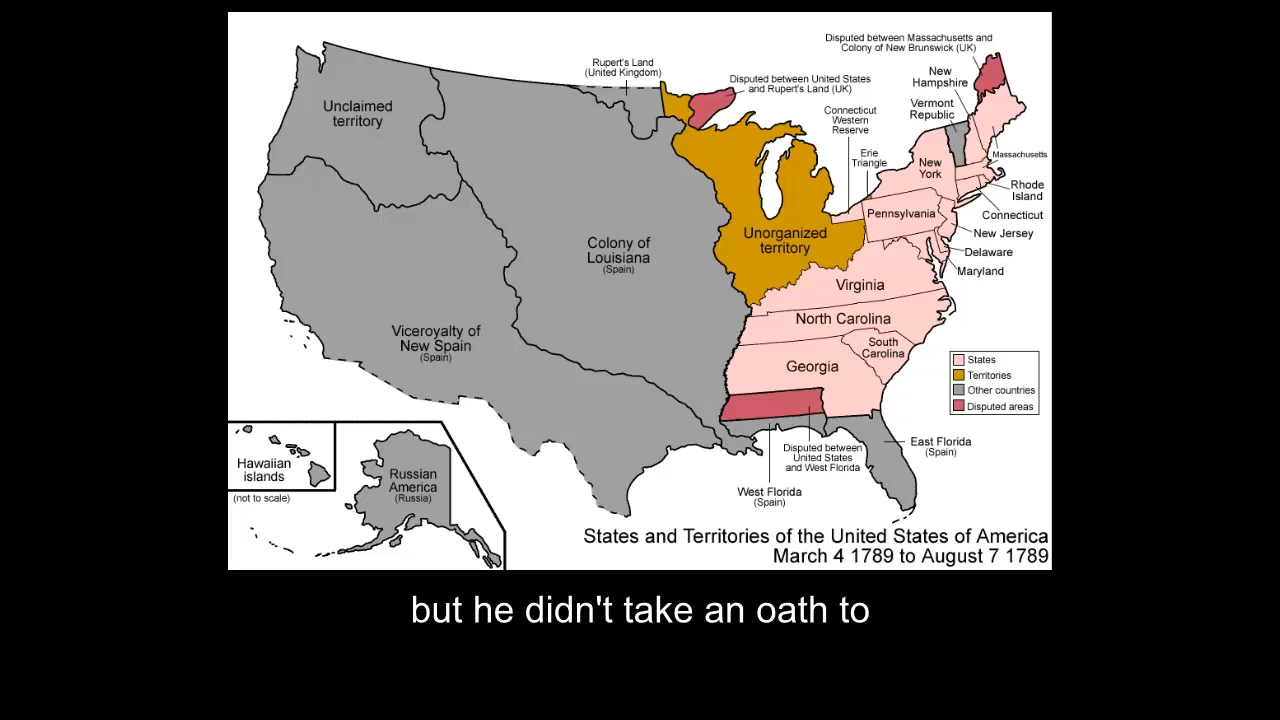 Disputed between Massachusetts and
Colony of New Brunswick (UK)
Rupert's Land
(United Kingdom)
Disputed between United States
and Rupert's Land (UK)
New
Hampshire
Vermont
Republic
Connecticut
Western
Reserve
Erie
Triangle
Unclaimed
territory
Massachusetts
New
York
Rhode
Island
Connecticut
Pennsylvania
New Jersey
Delaware
Maryland
Unorganized
territory
Colony of
Louisiana
(Spain)
Virginia
North Carolina
South
Carolina
Georgia
Viceroyalty of
New Spain
(Spain)
States
Territories
Other countries
Disputed areas
East Florida
(Spain)
Disputed between
United States
and West Florida
West Florida
(Spain)
Hawaiian
islands
(not to scale)
Russian
America
(Russia)
States and Territories of the United States of America
March 4 1789 to August 7 1789
but he didn't take an oath to